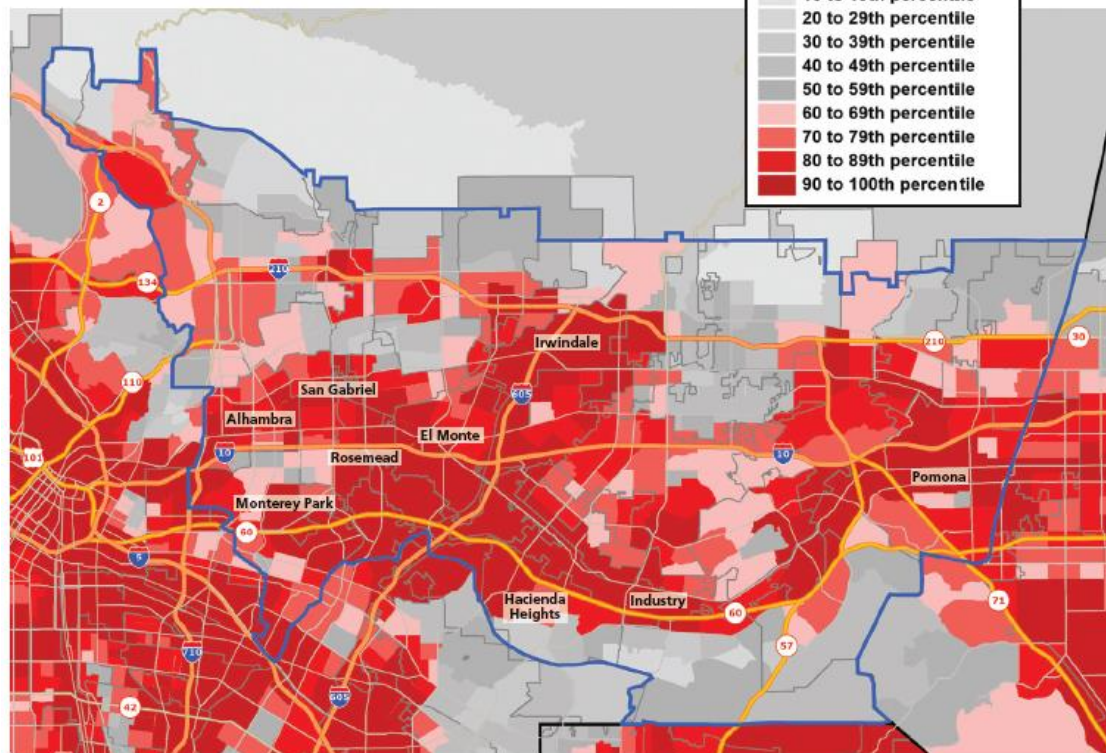 20 to 29th percentile
30 to 39th percentile
40 to 49th percentile
50 to 59th percentile
60 to 69th percentile
70 to 79th percentile
80 to 89th percentile
90 to 100th percentile
2
134
210
110
101
Irwindale
San Gabriel
605
Alhambra
El Monte
10
Rosemead
10
210
30
Pomona
Monterey Park
60
5
Hacienda
Heights
Industry
60
71
57
710
605
42